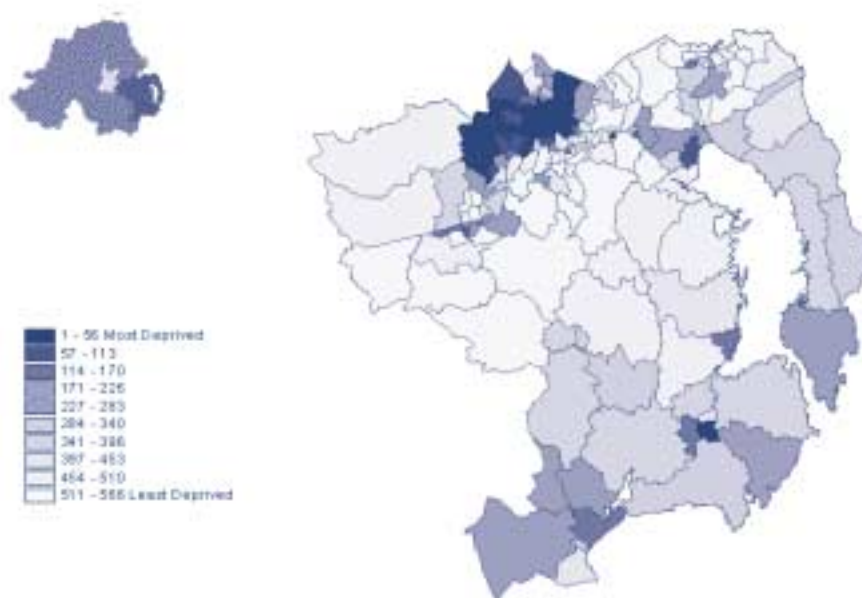 1 - 56 Most Deprived
57 - 113
114 - 170
171 - 226
227 - 283
284 - 340
341 - 396
397 - 453
454 - 510
511 - 566 Least Deprived